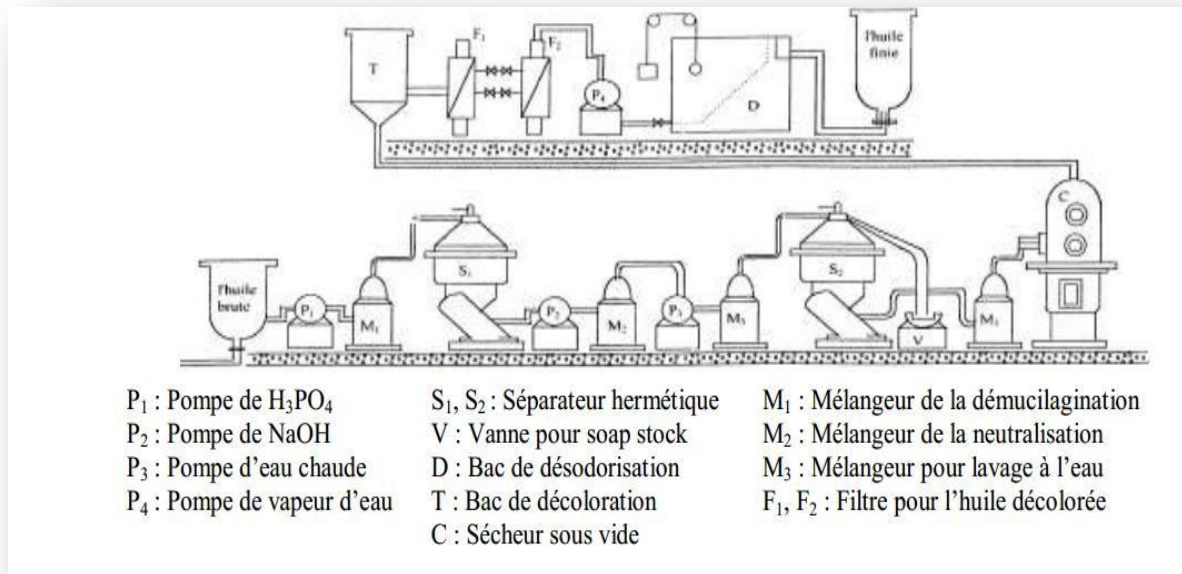 F₁
F₂
T
P₄
D
l'huile
finie
C
l'huile
brute
P₁
M₁
S₁
P₂
M₂
P₃
M₃
S₂
V
P₁ : Pompe de H₃PO₄
P₂ : Pompe de NaOH
P₃ : Pompe d'eau chaude
P₄ : Pompe de vapeur d'eau
S₁, S₂ : Séparateur hermétique
V : Vanne pour soap stock
D : Bac de désodorisation
T : Bac de décoloration
C : Sécheur sous vide
M₁ : Mélangeur de la démucilagination
M₂ : Mélangeur de la neutralisation
M₃ : Mélangeur pour lavage à l'eau
F₁, F₂ : Filtre pour l'huile décolorée